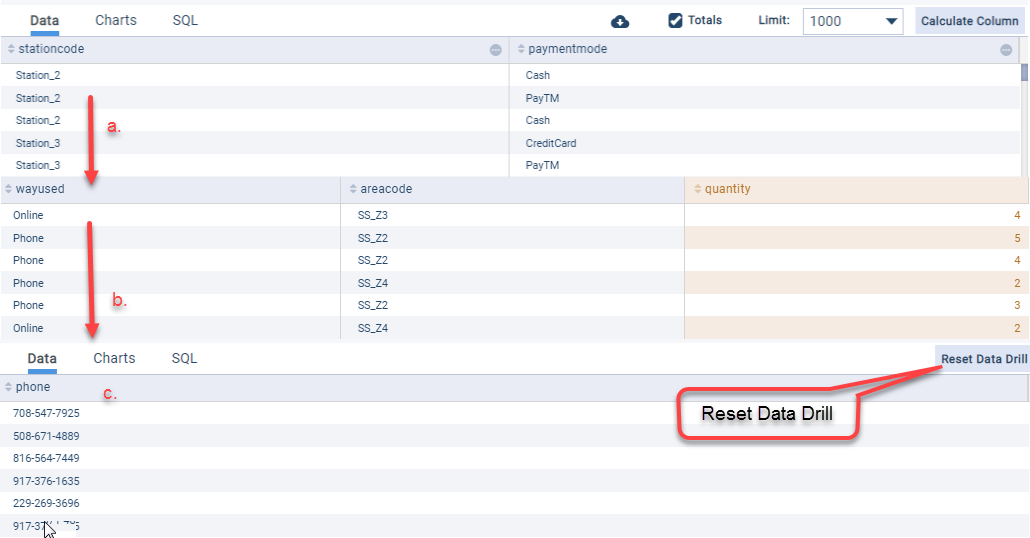 Data Charts SQL Totals Limit: 1000 Calculate Column
stationcode paymentmode
Station_2 Cash
Station_2 PayTM
a.
Station_2 Cash
Station_3 CreditCard
Station_3 PayTM
wayused areacode quantity
Online SS_Z3 4
Phone SS_Z2 5
Phone SS_Z2 4
Phone SS_Z4 2
b.
Phone SS_Z2 3
Online SS_Z4 2
Data Charts SQL Reset Data Drill
phone
c.
708-547-7925 Reset Data Drill
508-671-4889
816-564-7449
917-376-1635
229-269-3696